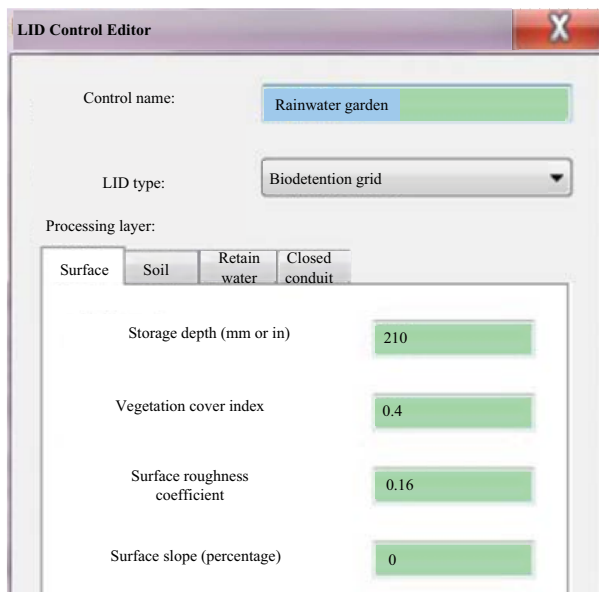 LID Control Editor
X
Control name:
Rainwater garden
LID type:
Biodetention grid
Processing layer:
Surface
Soil
Retain
water
Closed
conduit
Storage depth (mm or in)
210
Vegetation cover index
0.4
Surface roughness
coefficient
0.16
Surface slope (percentage)
0